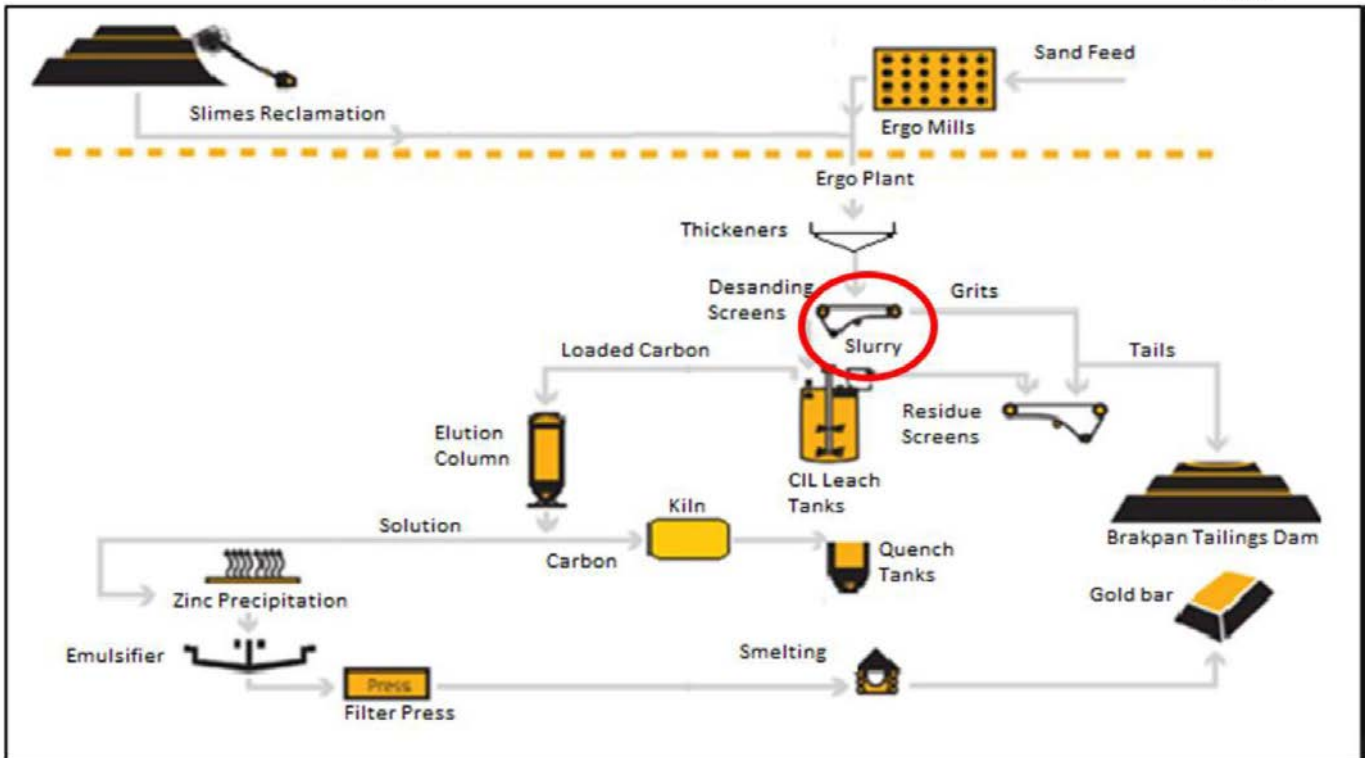 Sand Feed
Slimes Reclamation
Ergo Mills
Ergo Plant
Thickeners
Desanding
Screens
Grits
Slurry
Loaded Carbon
Tails
Elution
Column
Residue
Screens
CIL Leach
Tanks
Kiln
Solution
Brakpan Tailings Dam
Carbon
Quench
Tanks
Zinc Precipitation
Gold bar
Emulsifier
Smelting
Press
Filter Press